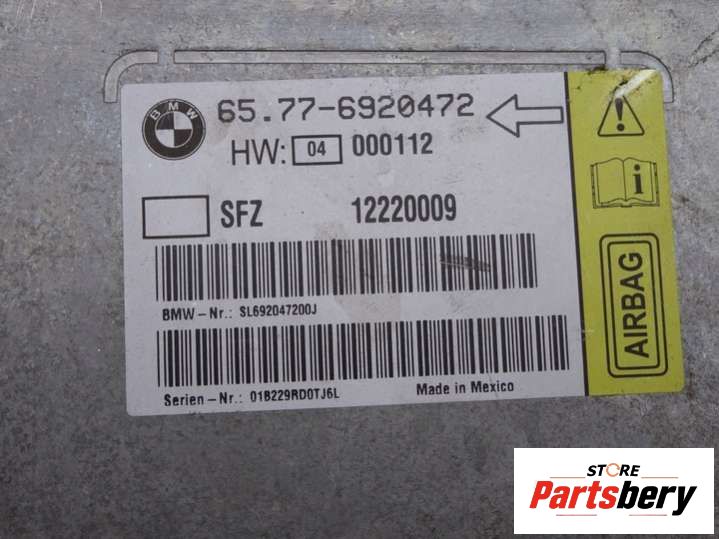 BMW
65.77-6920472
HW: 04 000112
SFZ 12220009
BMW-Nr.: SL692047200J
Serien-Nr.: 01B229RD0TJ6L Made in Mexico
AIRBAG
STORE
Partsbery